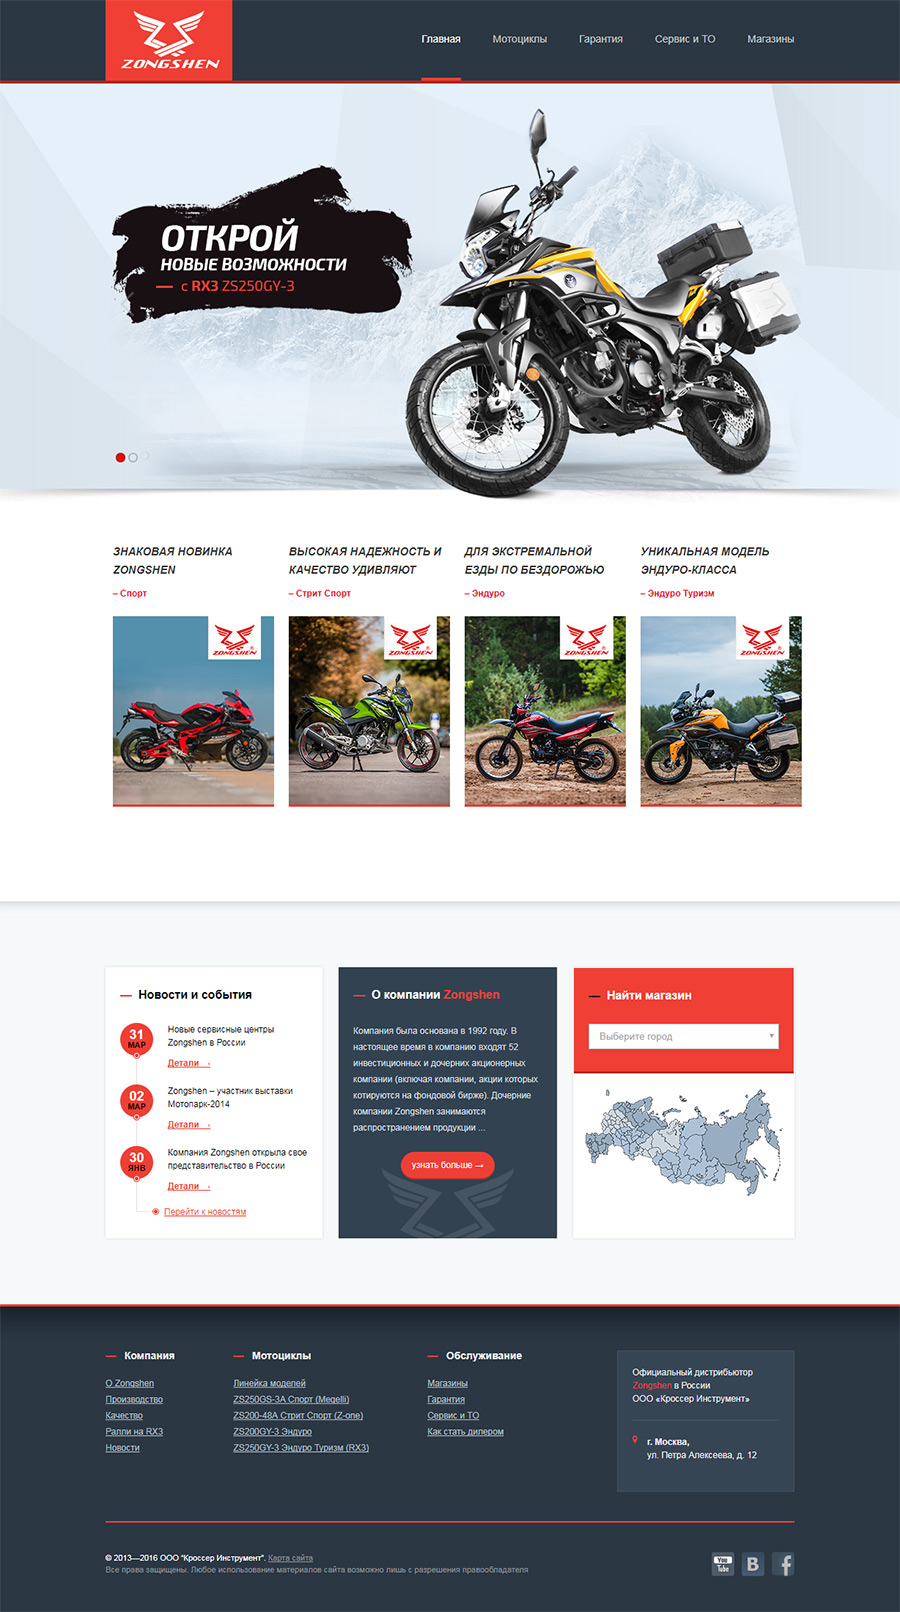 ZONGSHEN
Главная Мотоциклы Гарантия Сервис и ТО Магазины
ОТКРОЙ
НОВЫЕ ВОЗМОЖНОСТИ
с RX3 ZS250GY-3
ЗНАКОВАЯ НОВИНКА
ZONGSHEN
– Спорт
ZONGSHEN®
ВЫСОКАЯ НАДЕЖНОСТЬ И
КАЧЕСТВО УДИВЛЯЮТ
– Стрит Спорт
ZONGSHEN®
ДЛЯ ЭКСТРЕМАЛЬНОЙ
ЕЗДЫ ПО БЕЗДОРОЖЬЮ
– Эндуро
ZONGSHEN®
УНИКАЛЬНАЯ МОДЕЛЬ
ЭНДУРО-КЛАССА
– Эндуро Туризм
ZONGSHEN®
— Новости и события
31
МАР
Новые сервисные центры
Zongshen в России
Детали →
02
МАР
Zongshen – участник выставки
Мотопарк-2014
Детали →
30
ЯНВ
Компания Zongshen открыла свое
представительство в России
Детали →
Перейти к новостям
— О компании Zongshen
Компания была основана в 1992 году. В
настоящее время в компанию входят 52
инвестиционных и дочерних акционерных
компании (включая компании, акции которых
котируются на фондовой бирже). Дочерние
компании Zongshen занимаются
распространением продукции ...
узнать больше →
— Найти магазин
Выберите город
— Компания
О Zongshen
Производство
Качество
Ралли на RX3
Новости
— Мотоциклы
Линейка моделей
ZS250GS-3A Спорт (Megelli)
ZS200-48A Стрит Спорт (Z-one)
ZS200GY-3 Эндуро
ZS250GY-3 Эндуро Туризм (RX3)
— Обслуживание
Магазины
Гарантия
Сервис и ТО
Как стать дилером
Официальный дистрибьютор
Zongshen в России
ООО «Кроссер Инструмент»
г. Москва,
ул. Петра Алексеева, д. 12
© 2013—2016 ООО "Кроссер Инструмент". Карта сайта
Все права защищены. Любое использование материалов сайта возможно лишь с разрешения правообладателя
You
Tube
B
f